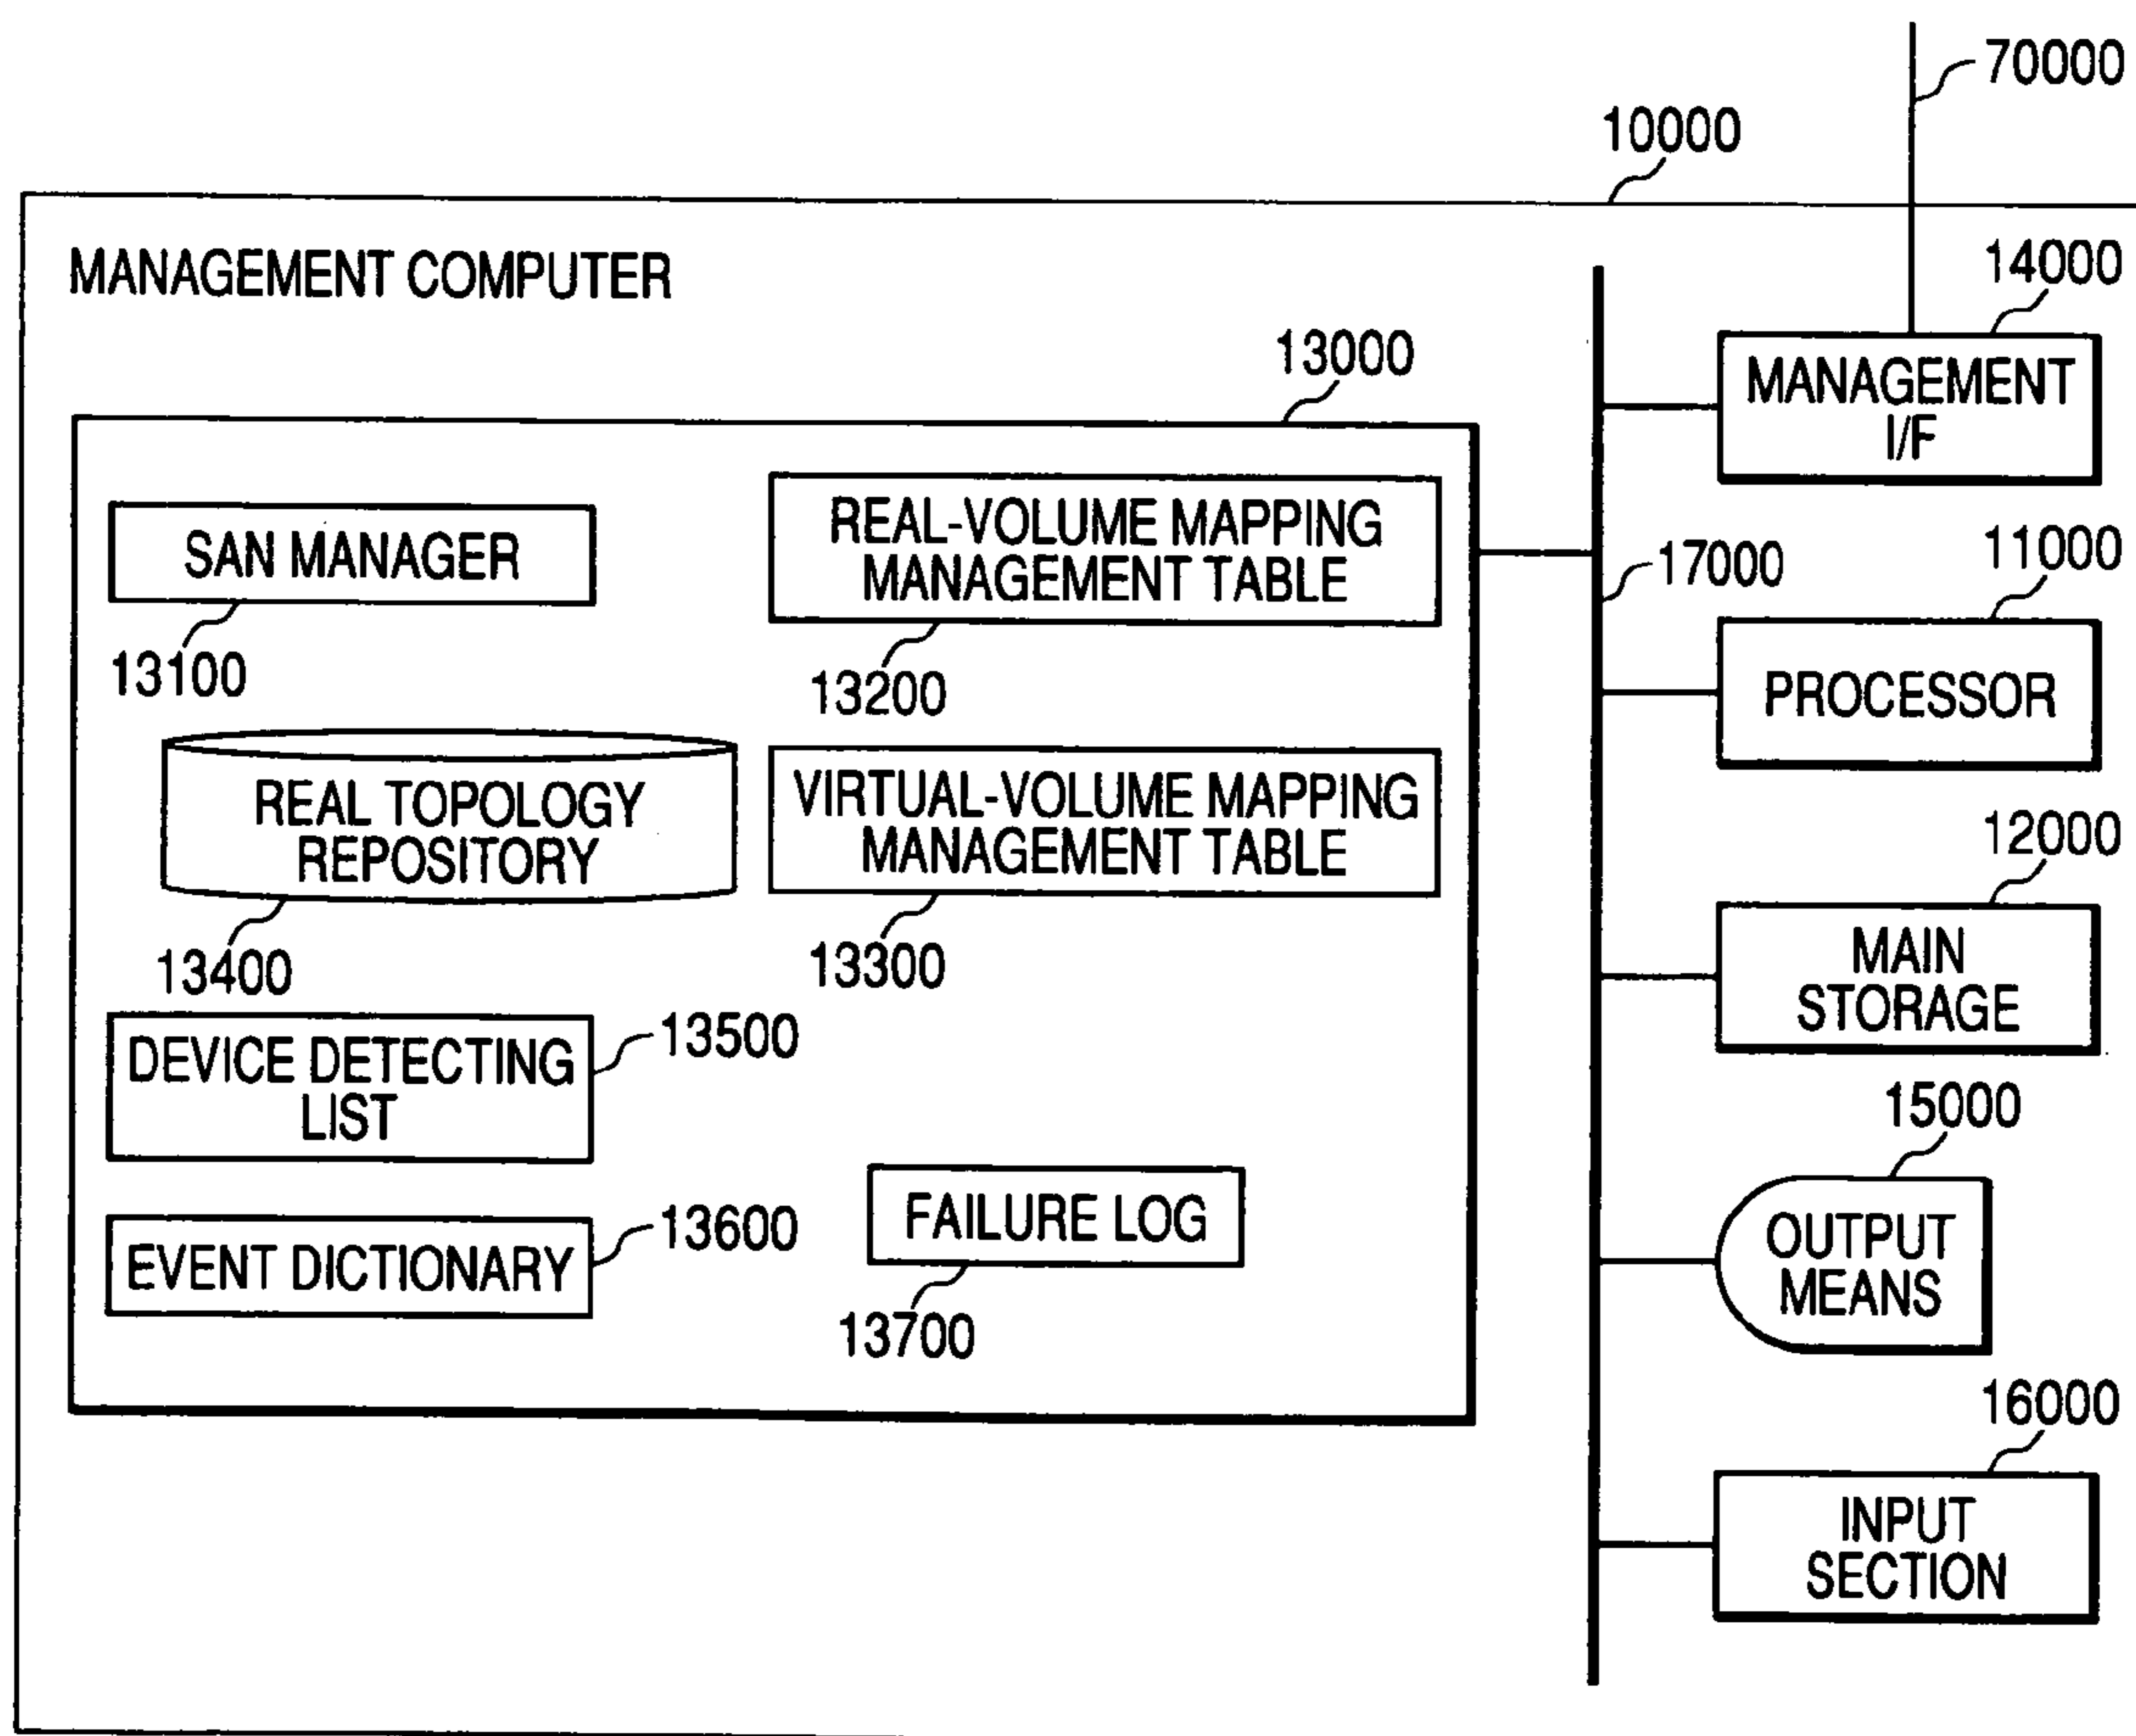 70000
10000
MANAGEMENT COMPUTER
14000
13000
MANAGEMENT
I/F
SAN MANAGER
13100
REAL-VOLUME MAPPING
MANAGEMENT TABLE
13200
17000
11000
PROCESSOR
REAL TOPOLOGY
REPOSITORY
13400
VIRTUAL-VOLUME MAPPING
MANAGEMENT TABLE
13300
12000
MAIN
STORAGE
DEVICE DETECTING
LIST
13500
15000
OUTPUT
MEANS
EVENT DICTIONARY
13600
FAILURE LOG
13700
16000
INPUT
SECTION